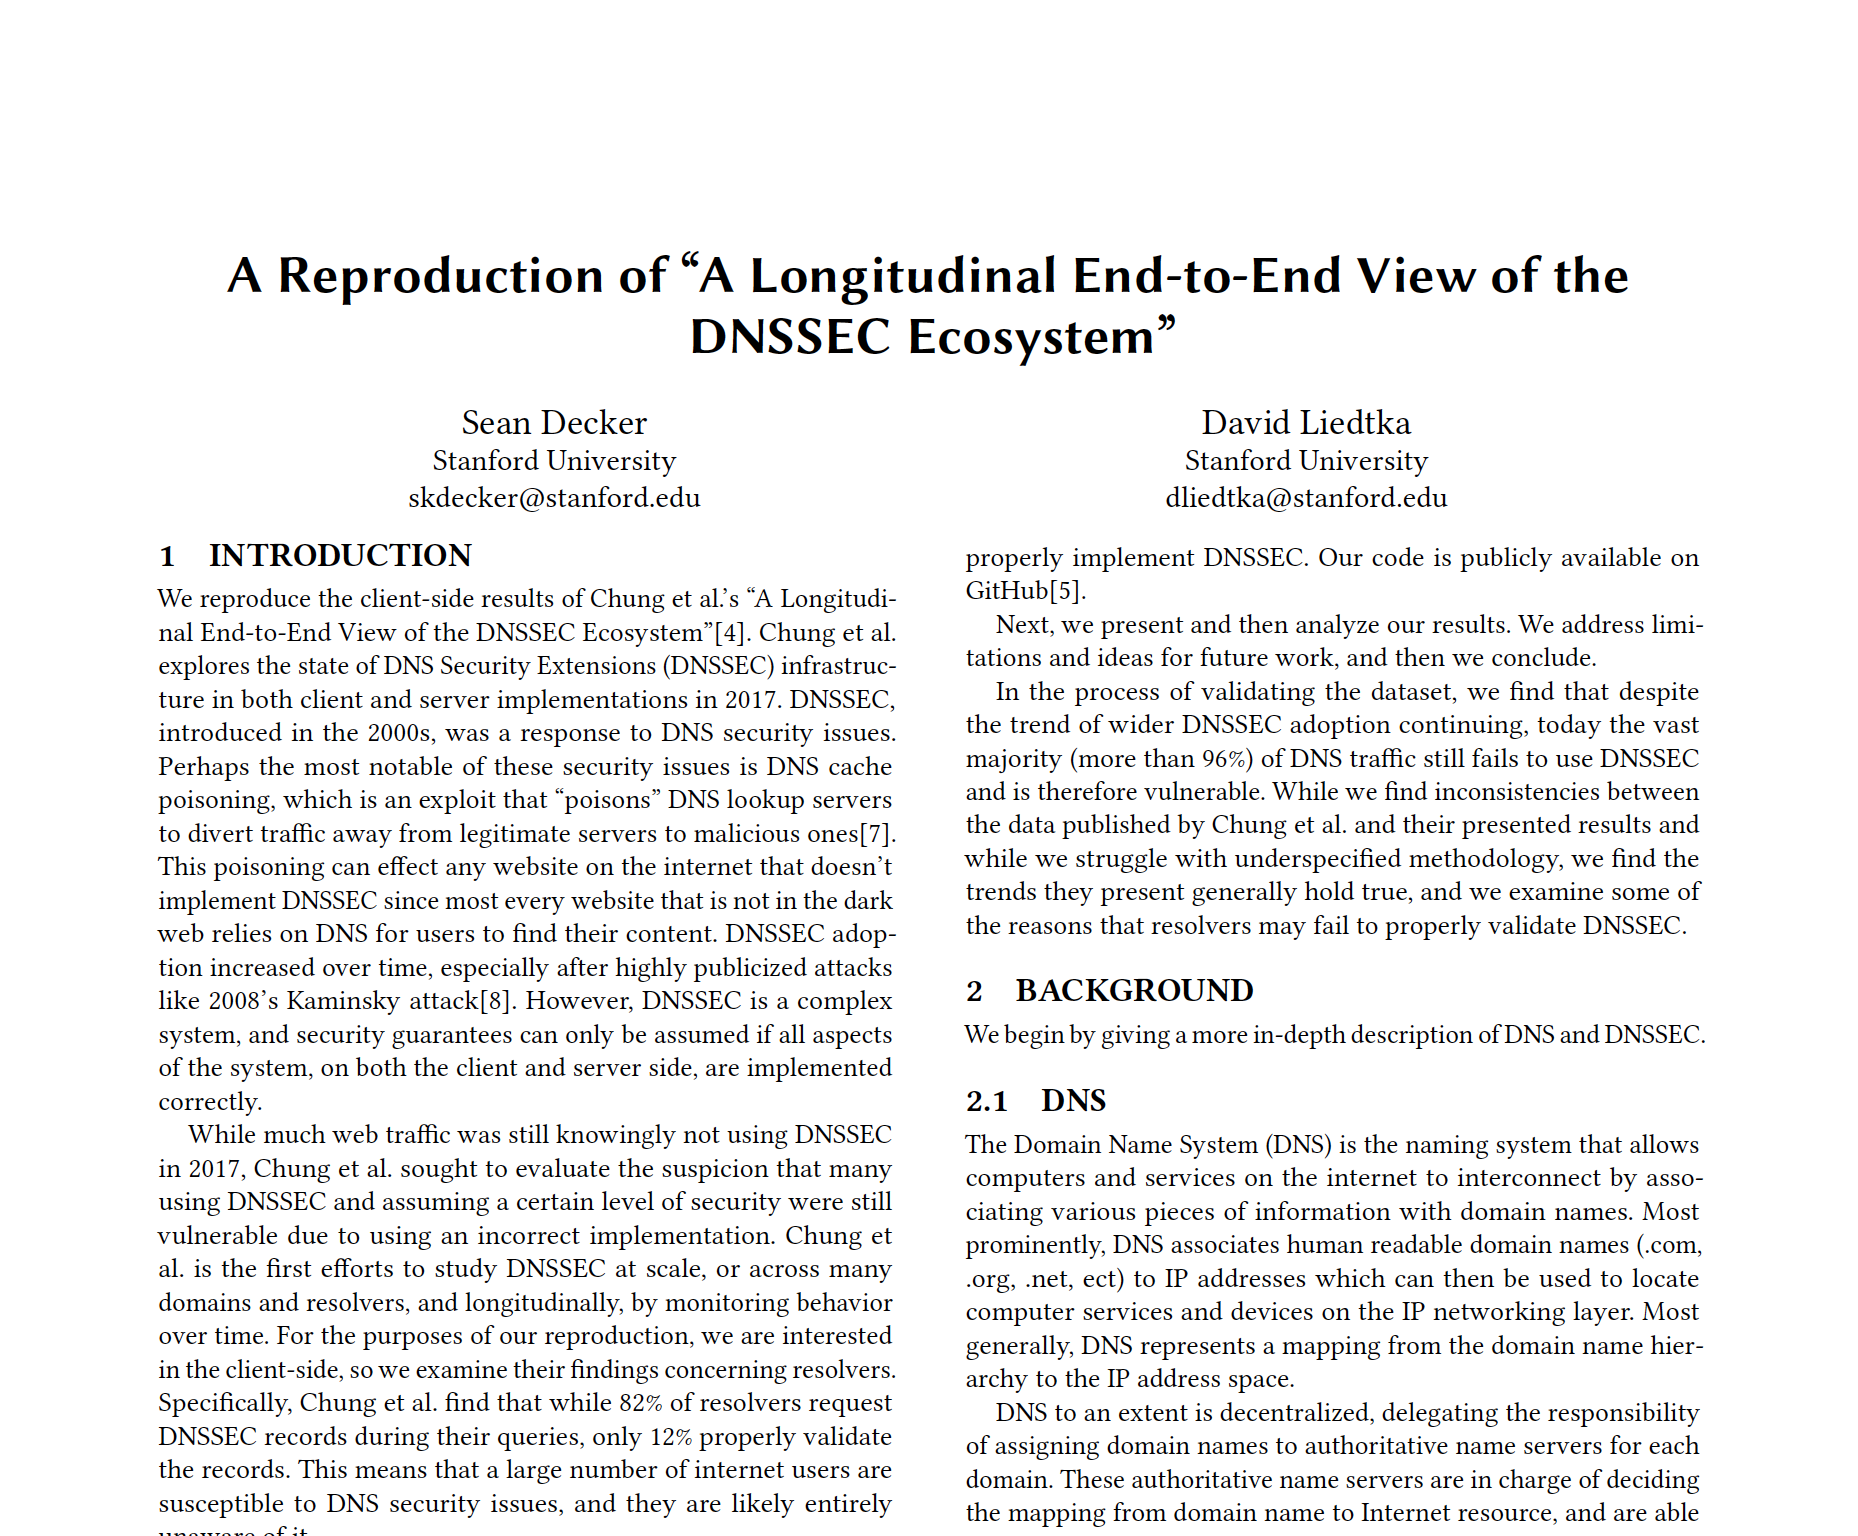 A Reproduction of “A Longitudinal End-to-End View of the
DNSSEC Ecosystem”
Sean Decker
Stanford University
skdecker@stanford.edu
David Liedtka
Stanford University
dliedtka@stanford.edu
1 INTRODUCTION
We reproduce the client-side results of Chung et al.’s “A Longitudi-
nal End-to-End View of the DNSSEC Ecosystem”[4]. Chung et al.
explores the state of DNS Security Extensions (DNSSEC) infrastruc-
ture in both client and server implementations in 2017. DNSSEC,
introduced in the 2000s, was a response to DNS security issues.
Perhaps the most notable of these security issues is DNS cache
poisoning, which is an exploit that “poisons” DNS lookup servers
to divert traffic away from legitimate servers to malicious ones[7].
This poisoning can effect any website on the internet that doesn’t
implement DNSSEC since most every website that is not in the dark
web relies on DNS for users to find their content. DNSSEC adop-
tion increased over time, especially after highly publicized attacks
like 2008’s Kaminsky attack[8]. However, DNSSEC is a complex
system, and security guarantees can only be assumed if all aspects
of the system, on both the client and server side, are implemented
correctly.
While much web traffic was still knowingly not using DNSSEC
in 2017, Chung et al. sought to evaluate the suspicion that many
using DNSSEC and assuming a certain level of security were still
vulnerable due to using an incorrect implementation. Chung et
al. is the first efforts to study DNSSEC at scale, or across many
domains and resolvers, and longitudinally, by monitoring behavior
over time. For the purposes of our reproduction, we are interested
in the client-side, so we examine their findings concerning resolvers.
Specifically, Chung et al. find that while 82% of resolvers request
DNSSEC records during their queries, only 12% properly validate
the records. This means that a large number of internet users are
susceptible to DNS security issues, and they are likely entirely
unaware of it.
properly implement DNSSEC. Our code is publicly available on
GitHub[5].
Next, we present and then analyze our results. We address limi-
tations and ideas for future work, and then we conclude.
In the process of validating the dataset, we find that despite
the trend of wider DNSSEC adoption continuing, today the vast
majority (more than 96%) of DNS traffic still fails to use DNSSEC
and is therefore vulnerable. While we find inconsistencies between
the data published by Chung et al. and their presented results and
while we struggle with underspecified methodology, we find the
trends they present generally hold true, and we examine some of
the reasons that resolvers may fail to properly validate DNSSEC.
2 BACKGROUND
We begin by giving a more in-depth description of DNS and DNSSEC.
2.1 DNS
The Domain Name System (DNS) is the naming system that allows
computers and services on the internet to interconnect by asso-
ciating various pieces of information with domain names. Most
prominently, DNS associates human readable domain names (.com,
.org, .net, ect) to IP addresses which can then be used to locate
computer services and devices on the IP networking layer. Most
generally, DNS represents a mapping from the domain name hier-
archy to the IP address space.
DNS to an extent is decentralized, delegating the responsibility
of assigning domain names to authoritative name servers for each
domain. These authoritative name servers are in charge of deciding
the mapping from domain name to Internet resource, and are able